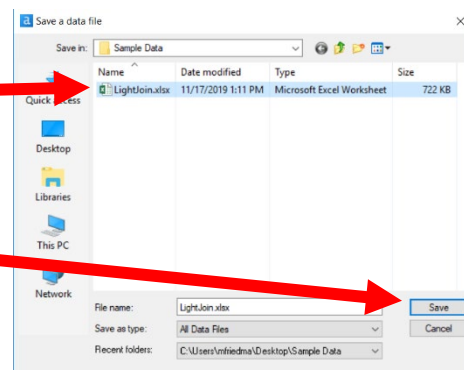 a Save a data file
Save in: Sample Data
Name Date modified Type Size
LightJoin.xlsx 11/17/2019 1:11 PM Microsoft Excel Worksheet 722 KB
Quick access
Desktop
Libraries
This PC
Network
File name: LightJoin.xlsx Save
Save as type: All Data Files Cancel
Recent folders: C:\Users\mfriedma\Desktop\Sample Data